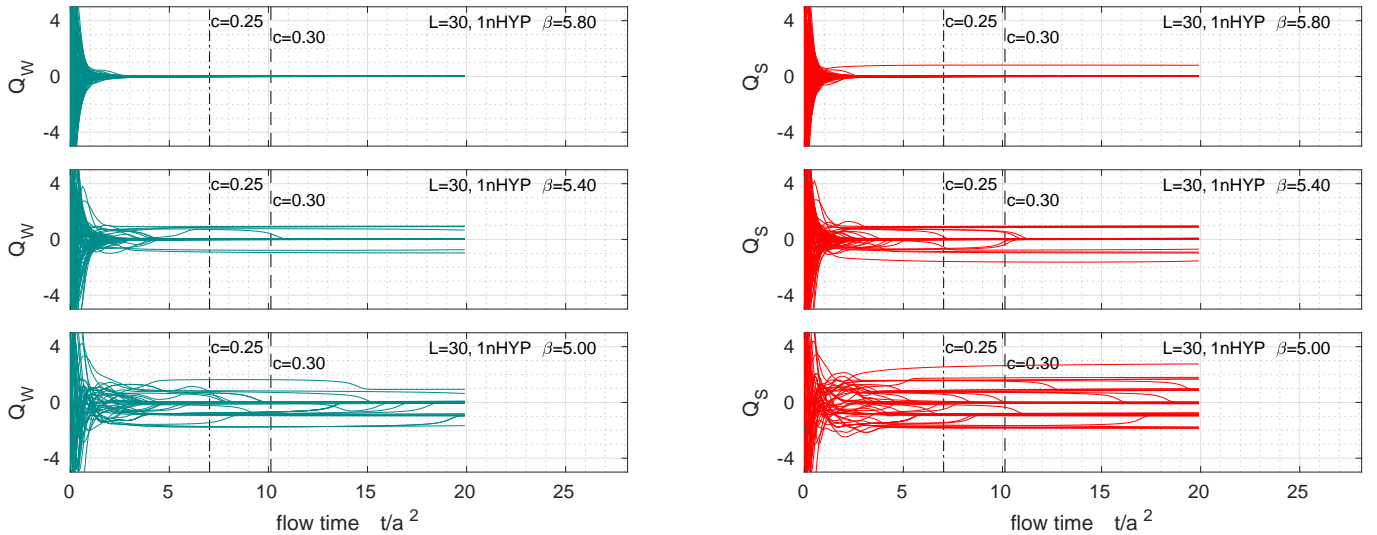 4
0
-4
Q_W
c=0.25
c=0.30
L=30, 1nHYP β=5.80
4
0
-4
Q_W
c=0.25
c=0.30
L=30, 1nHYP β=5.40
4
0
-4
Q_W
c=0.25
c=0.30
L=30, 1nHYP β=5.00
0 5 10 15 20 25
flow time t/a^2
4
0
-4
Q_S
c=0.25
c=0.30
L=30, 1nHYP β=5.80
4
0
-4
Q_S
c=0.25
c=0.30
L=30, 1nHYP β=5.40
4
0
-4
Q_S
c=0.25
c=0.30
L=30, 1nHYP β=5.00
0 5 10 15 20 25
flow time t/a^2